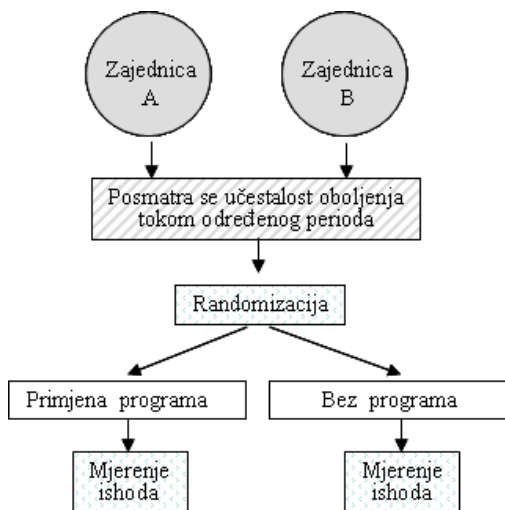 Zajednica
A
Zajednica
B
Posmatra se učestalost oboljenja
tokom određenog perioda
Randomizacija
Primjena programa
Bez programa
Mjerenje
ishoda
Mjerenje
ishoda